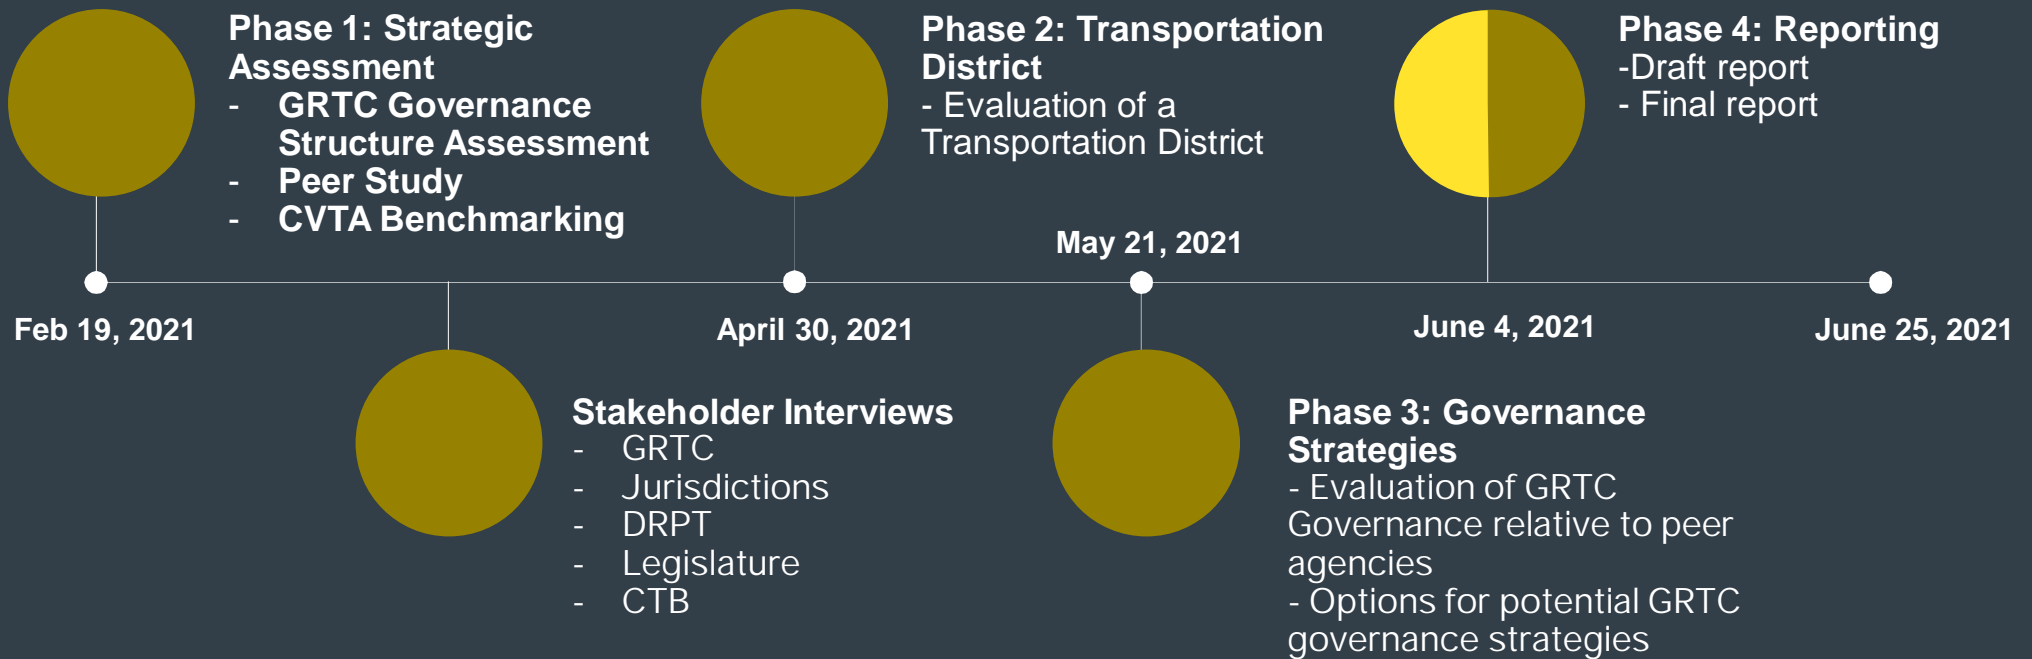 Phase 1: Strategic
Assessment
- GRTC Governance
Structure Assessment
- Peer Study
- CVTA Benchmarking
Phase 2: Transportation
District
- Evaluation of a
Transportation District
Phase 4: Reporting
-Draft report
- Final report
May 21, 2021
Feb 19, 2021
April 30, 2021
June 4, 2021
June 25, 2021
Stakeholder Interviews
- GRTC
- Jurisdictions
- DRPT
- Legislature
- CTB
Phase 3: Governance
Strategies
- Evaluation of GRTC
Governance relative to peer
agencies
- Options for potential GRTC
governance strategies